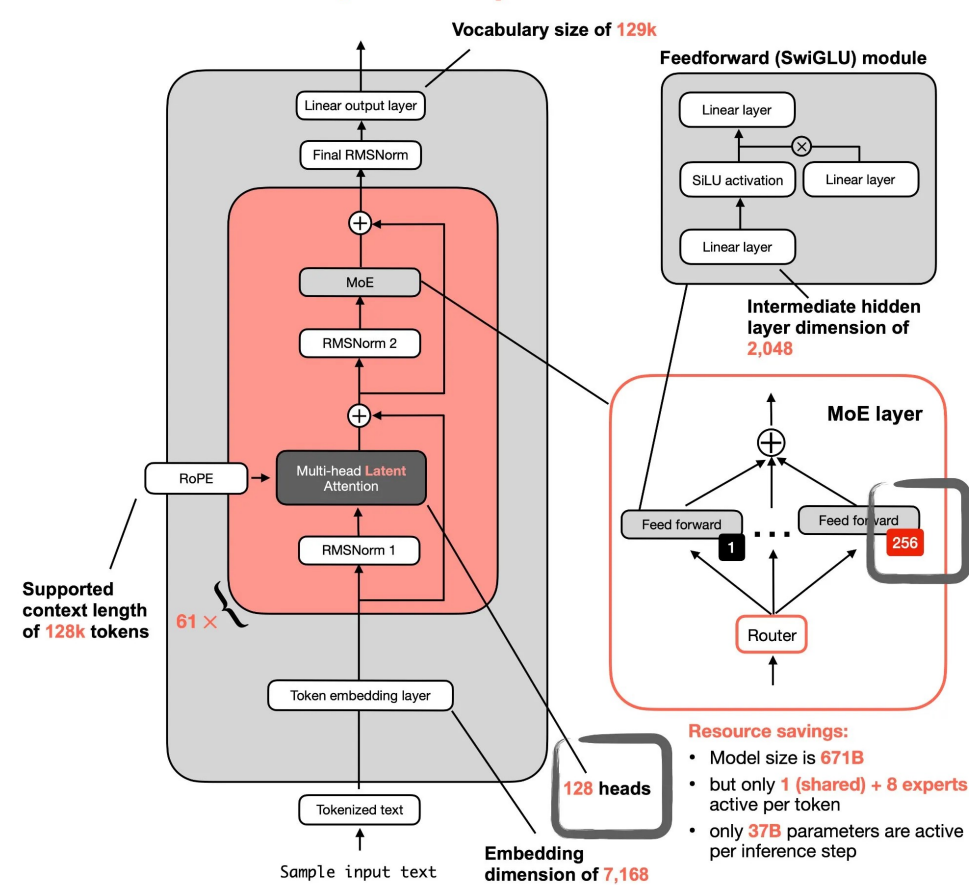 Vocabulary size of 129k
Feedforward (SwiGLU) module
Linear output layer
Final RMSNorm
MoE
RMSNorm 2
Multi-head Latent
Attention
RoPE
RMSNorm 1
Supported
context length
of 128k tokens
61 ×
Token embedding layer
Tokenized text
Sample input text
128 heads
Embedding
dimension of 7,168
Linear layer
SiLU activation
Linear layer
Linear layer
Intermediate hidden
layer dimension of
2,048
MoE layer
Feed forward
1
...
Feed forward
256
Router
Resource savings:
• Model size is 671B
• but only 1 (shared) + 8 experts
active per token
• only 37B parameters are active
per inference step